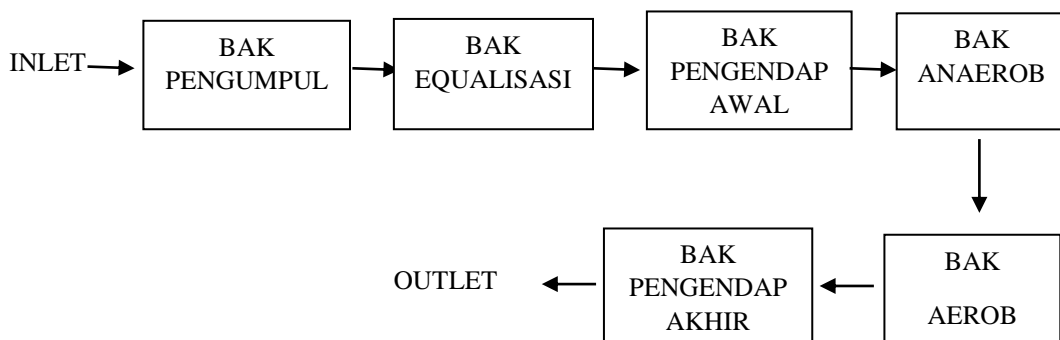 INLET
BAK
PENGUMPUL
BAK
EQUALISASI
BAK
PENGENDAP
AWAL
BAK
ANAEROB
BAK
AEROB
BAK
PENGENDAP
AKHIR
OUTLET